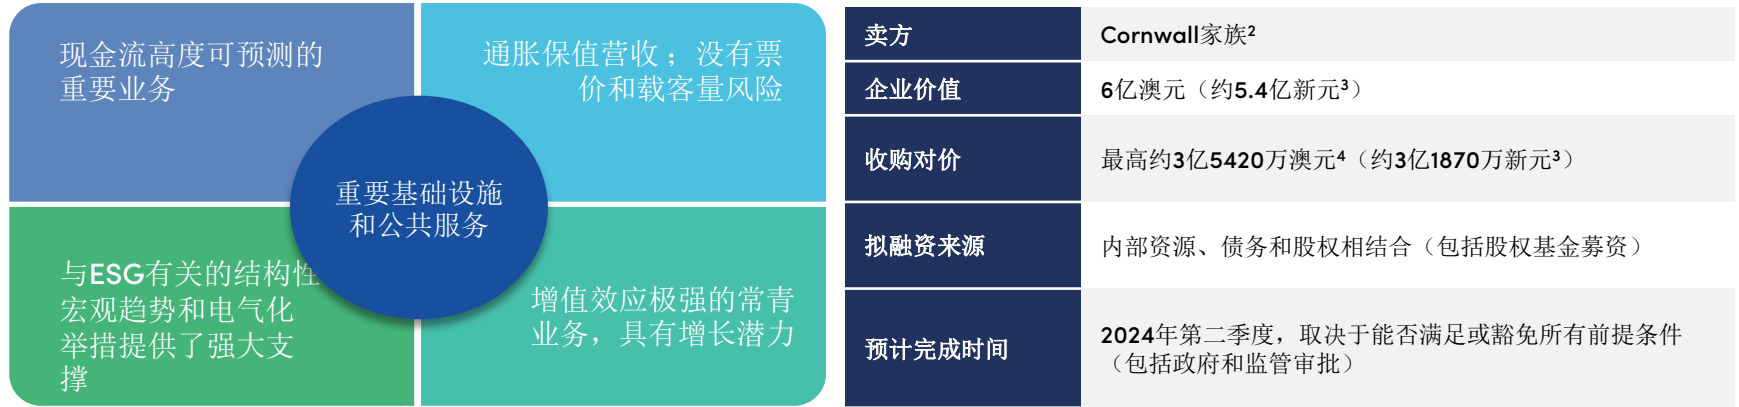 现金流高度可预测的
重要业务
通胀保值营收；没有票
价和载客量风险
重要基础设施
和公共服务
与ESG有关的结构性
宏观趋势和电气化
举措提供了强大支
撑
增值效应极强的常青
业务，具有增长潜力
卖方
Cornwall家族²
企业价值
6亿澳元（约5.4亿新元³）
收购对价
最高约3亿5420万澳元⁴（约3亿1870万新元³）
拟融资来源
内部资源、债务和股权相结合（包括股权基金募资）
预计完成时间
2024年第二季度，取决于能否满足或豁免所有前提条件
（包括政府和监管审批）